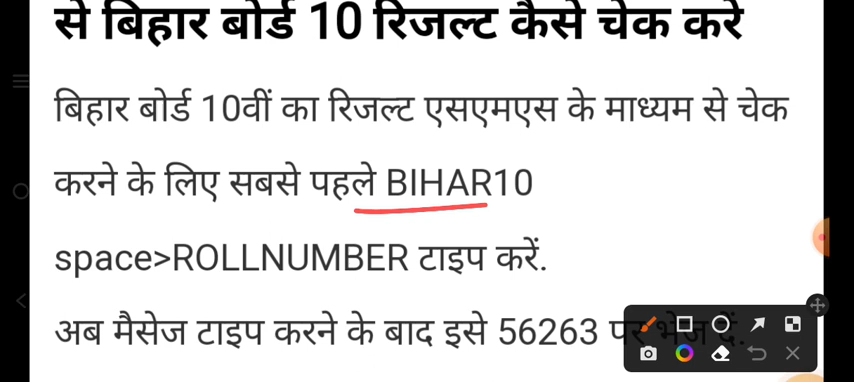 से बिहार बोर्ड 10 रिजल्ट कैसे चेक करे
बिहार बोर्ड 10वीं का रिजल्ट एसएमएस के माध्यम से चेक
करने के लिए सबसे पहले BIHAR10
space>ROLLNUMBER टाइप करें.
अब मैसेज टाइप करने के बाद इसे 56263 पर भेज दें.